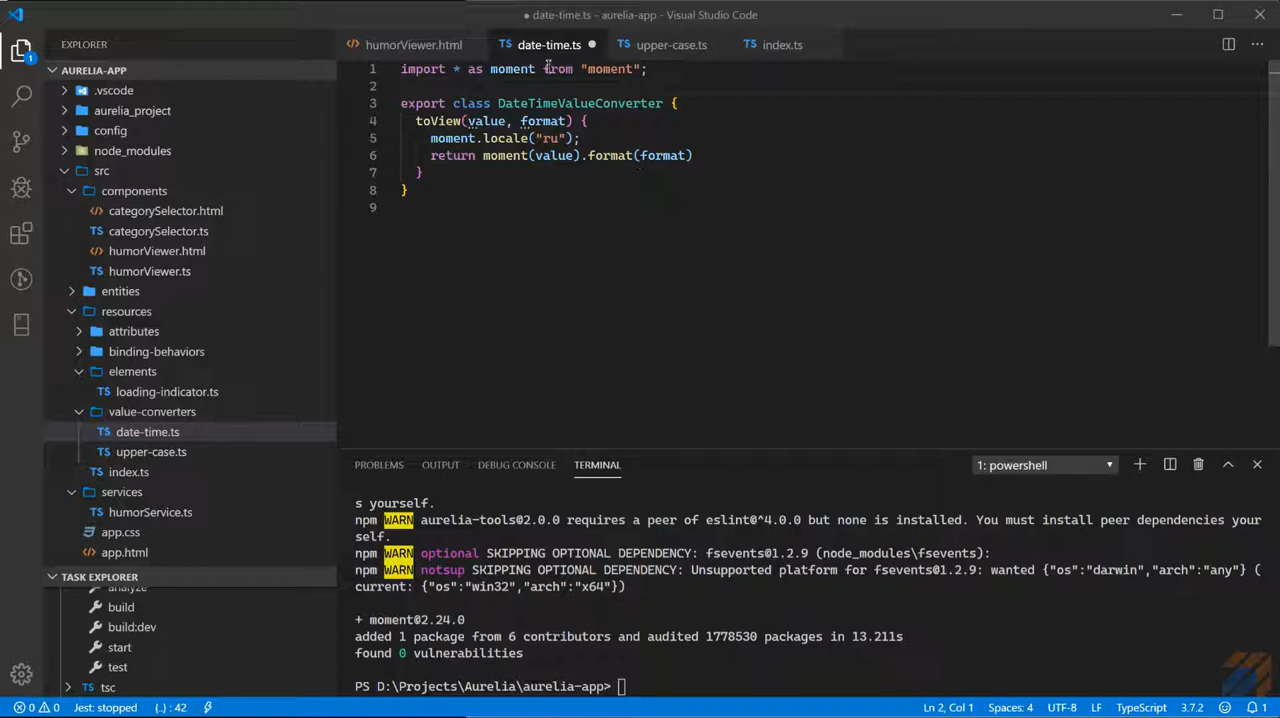 ● date-time.ts - aurelia-app - Visual Studio Code
EXPLORER
humorViewer.html
TS date-time.ts
TS upper-case.ts
TS index.ts
1
AURELIA-APP
.vscode
aurelia_project
config
node_modules
src
components
categorySelector.html
TS categorySelector.ts
humorViewer.html
TS humorViewer.ts
entities
resources
attributes
binding-behaviors
elements
TS loading-indicator.ts
value-converters
TS date-time.ts
TS upper-case.ts
TS index.ts
services
TS humorService.ts
app.css
app.html
TASK EXPLORER
analyze
build
build:dev
start
test
tsc
1 import * as moment from "moment";
2
3 export class DateTimeValueConverter {
4 toView(value, format) {
5 moment.locale("ru");
6 return moment(value).format(format)
7 }
8 }
9
PROBLEMS OUTPUT DEBUG CONSOLE TERMINAL
1: powershell
s yourself.
npm WARN aurelia-tools@2.0.0 requires a peer of eslint@^4.0.0 but none is installed. You must install peer dependencies your
self.
npm WARN optional SKIPPING OPTIONAL DEPENDENCY: fsevents@1.2.9 (node_modules\fsevents):
npm WARN notsup SKIPPING OPTIONAL DEPENDENCY: Unsupported platform for fsevents@1.2.9: wanted {"os":"darwin","arch":"any"} (
current: {"os":"win32","arch":"x64"})
+ moment@2.24.0
added 1 package from 6 contributors and audited 1778530 packages in 13.211s
found 0 vulnerabilities
PS D:\Projects\Aurelia\aurelia-app>
0 0 Jest: stopped {..} : 42 Ln 2, Col 1 Spaces: 4 UTF-8 LF TypeScript 3.7.2 1